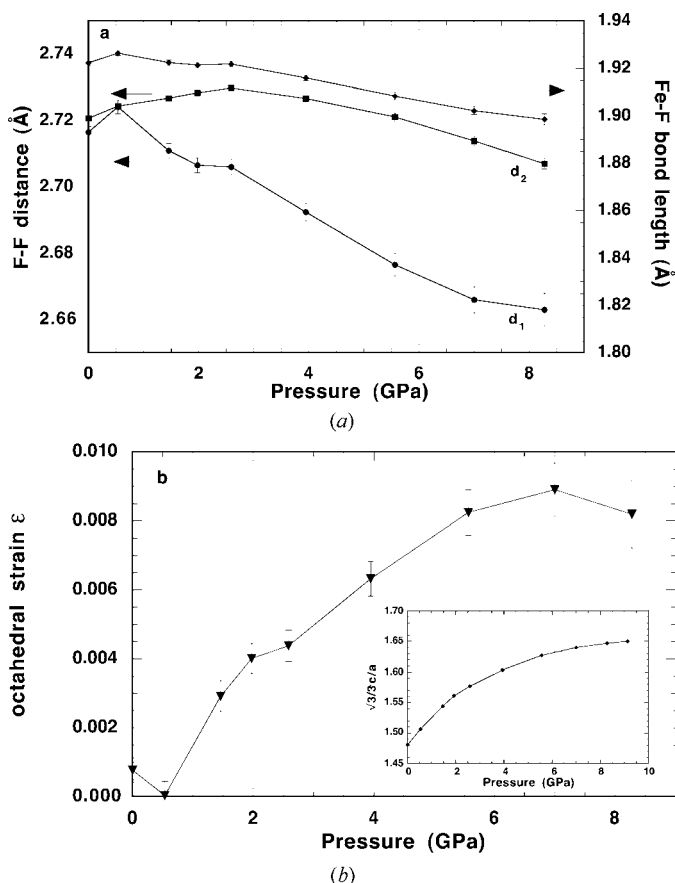 a
F-F distance (Å)
2.74
2.72
2.70
2.68
2.66
1.94
1.92
1.90
1.88
1.86
1.84
1.82
1.80
Fe-F bond length (Å)
d2
d1
0 2 4 6 8
Pressure (GPa)
(a)
b
octahedral strain ε
0.010
0.008
0.006
0.004
0.002
0.000
√3/3c/a
1.70
1.65
1.60
1.55
1.50
1.45
0 2 4 6 8 10
Pressure (GPa)
0 2 4 6 8
Pressure (GPa)
(b)